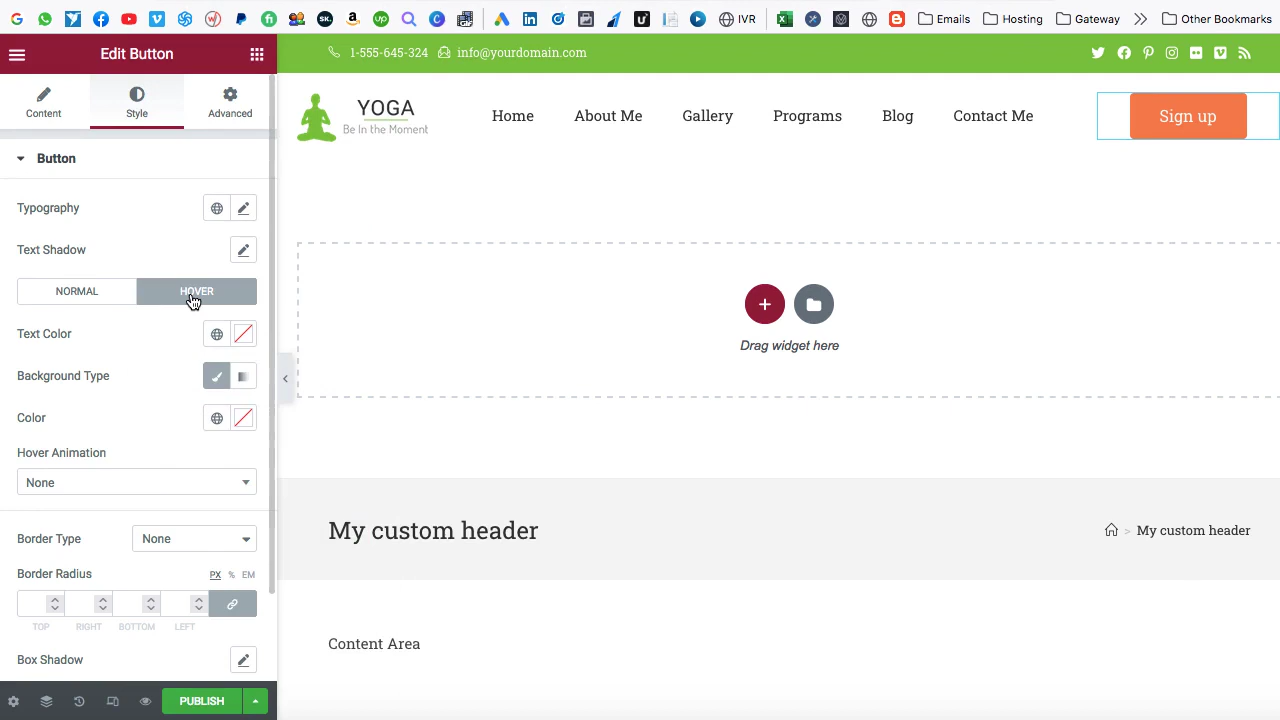 IVR
Emails
Hosting
Gateway
Other Bookmarks
Edit Button
1-555-645-324
info@yourdomain.com
Content
Style
Advanced
YOGA
Be In the Moment
Home
About Me
Gallery
Programs
Blog
Contact Me
Sign up
Button
Typography
Text Shadow
NORMAL
HOVER
Text Color
Background Type
Color
Hover Animation
None
Drag widget here
Border Type
None
Border Radius
PX
%
EM
TOP
RIGHT
BOTTOM
LEFT
Box Shadow
My custom header
> My custom header
Content Area
PUBLISH